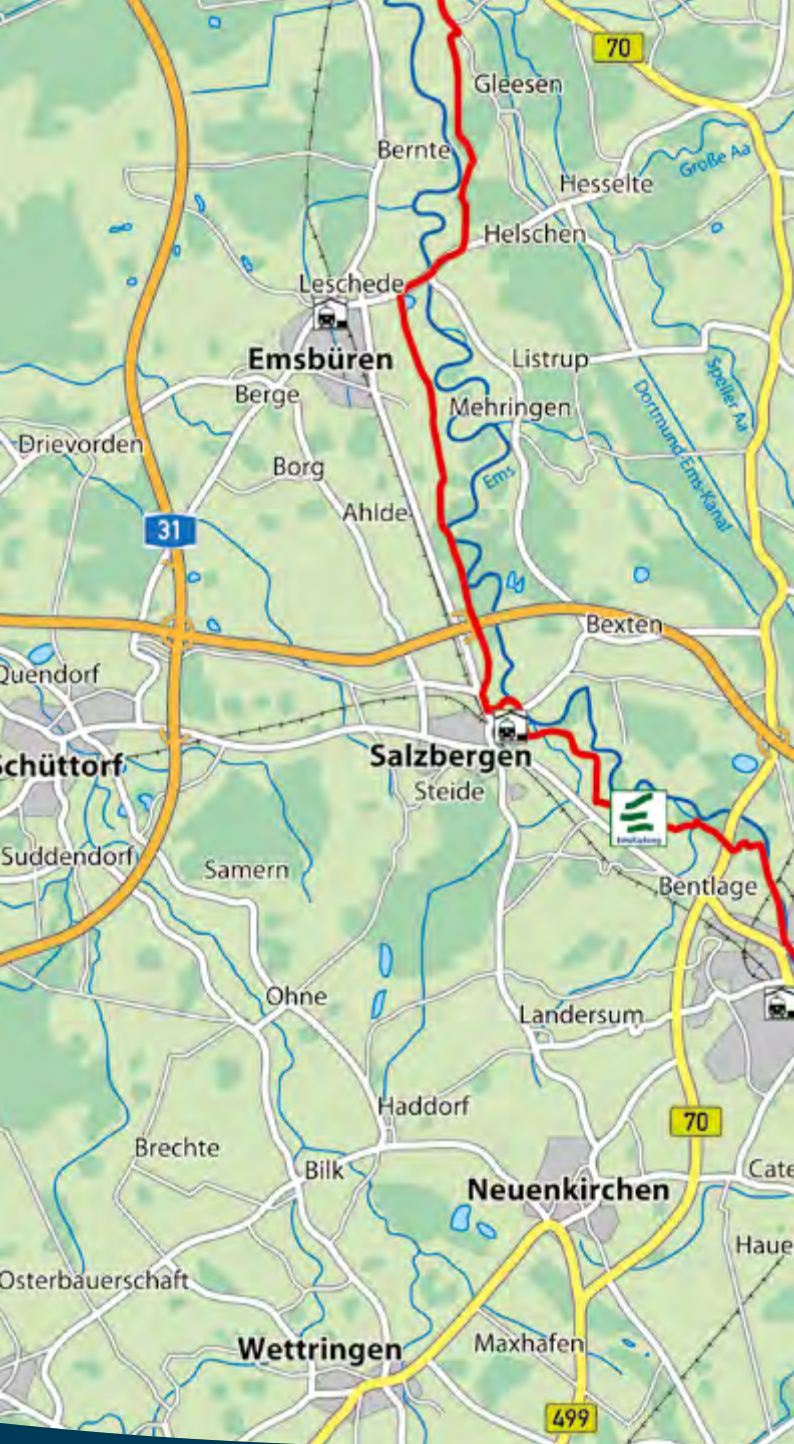 70
Gleesen
Bernte
Große Aa
Hesselte
Helschen
Leschede
Emsbüren
Listrup
Berge
Mehringen
Speller Aa
Dortmund-Ems-Kanal
Drievorden
Borg
Ems
Ahlde
31
Bexten
Quendorf
Salzbergen
Schüttorf
Steide
EmsRadweg
Suddendorf
Samern
Bentlage
Ohne
Landersum
Haddorf
70
Brechte
Bilk
Cate
Neuenkirchen
Haue
Osterbauerschaft
Wettringen
Maxhafen
499